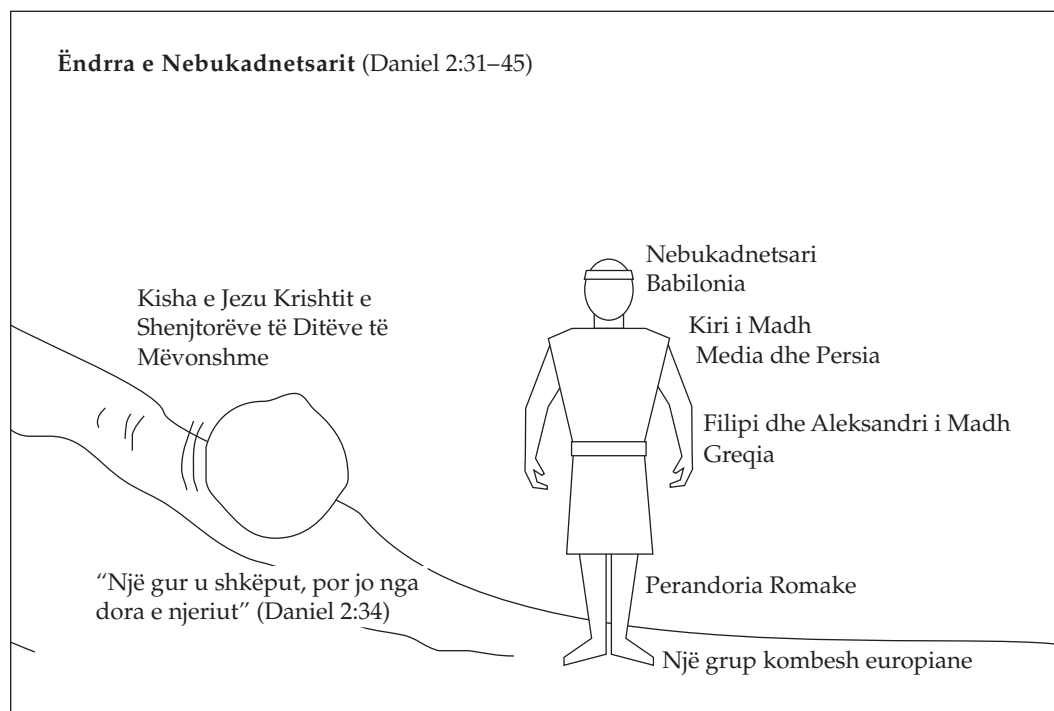 Ëndrra e Nebukadnetsarit (Daniel 2:31–45)
Nebukadnetsari
Babilonia
Kisha e Jezu Krishtit e
Shenjtorëve të Ditëve të
Mëvonshme
Kiri i Madh
Media dhe Persia
Filipi dhe Aleksandri i Madh
Greqia
“Një gur u shkëput, por jo nga
dora e njeriut” (Daniel 2:34)
Perandoria Romake
Një grup kombesh europiane